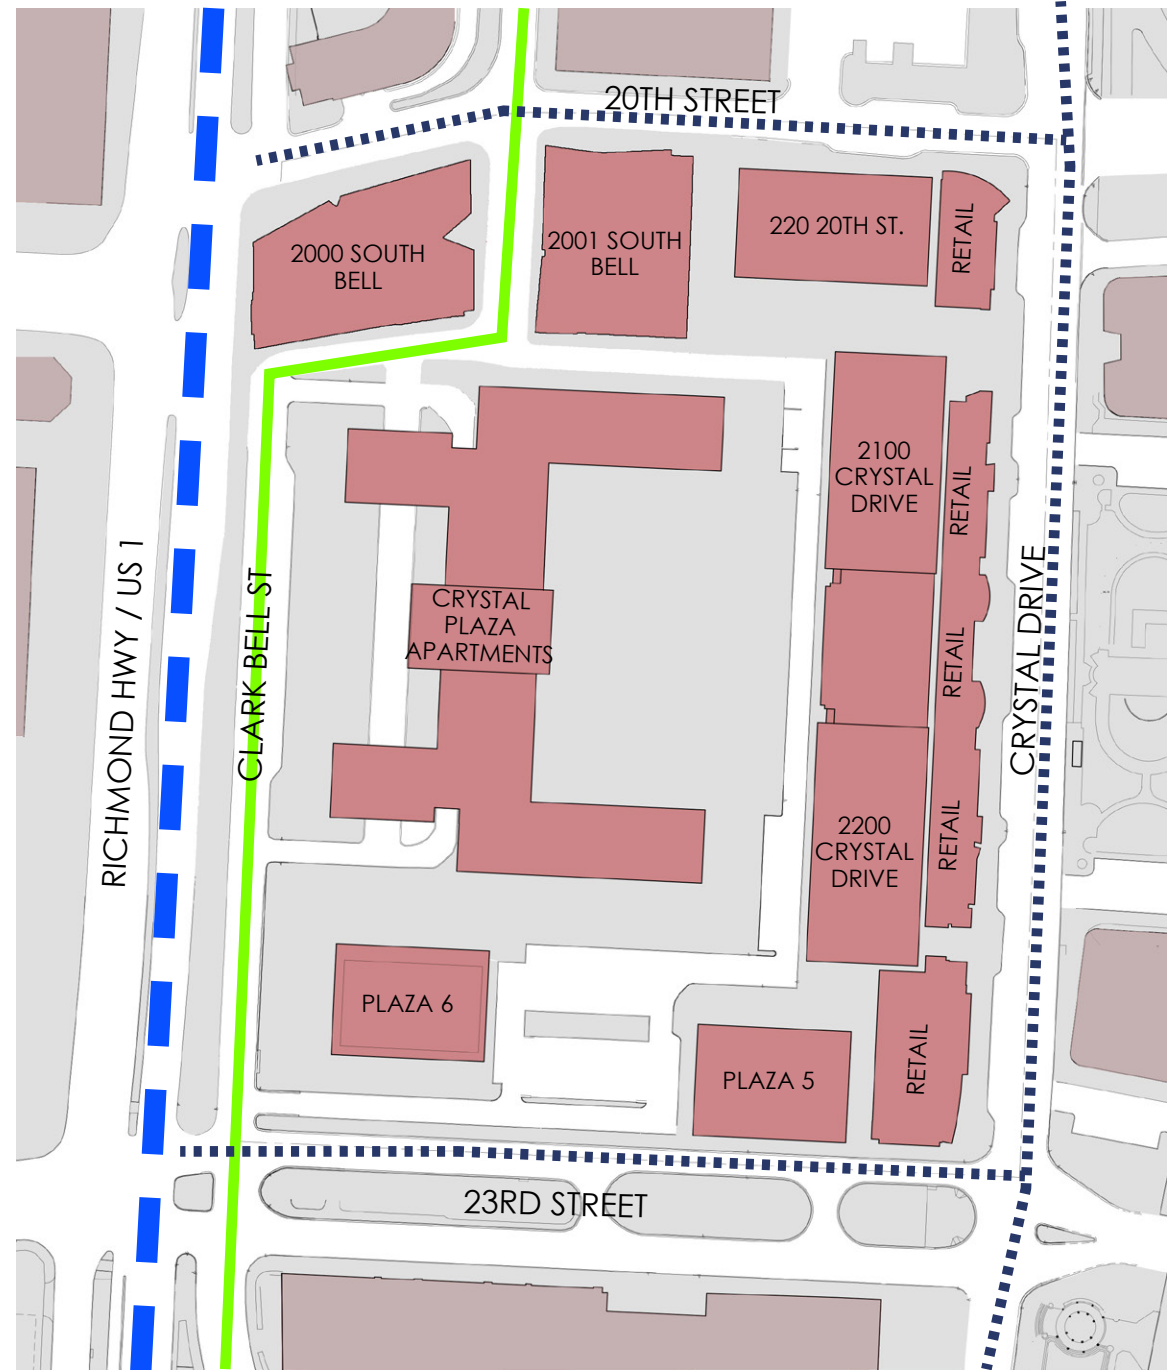 20TH STREET
2000 SOUTH
BELL
2001 SOUTH
BELL
220 20TH ST.
RETAIL
2100
CRYSTAL
DRIVE
RETAIL
RICHMOND HWY / US 1
CLARK BELL ST
CRYSTAL
PLAZA
APARTMENTS
RETAIL
CRYSTAL DRIVE
2200
CRYSTAL
DRIVE
RETAIL
PLAZA 6
PLAZA 5
RETAIL
23RD STREET